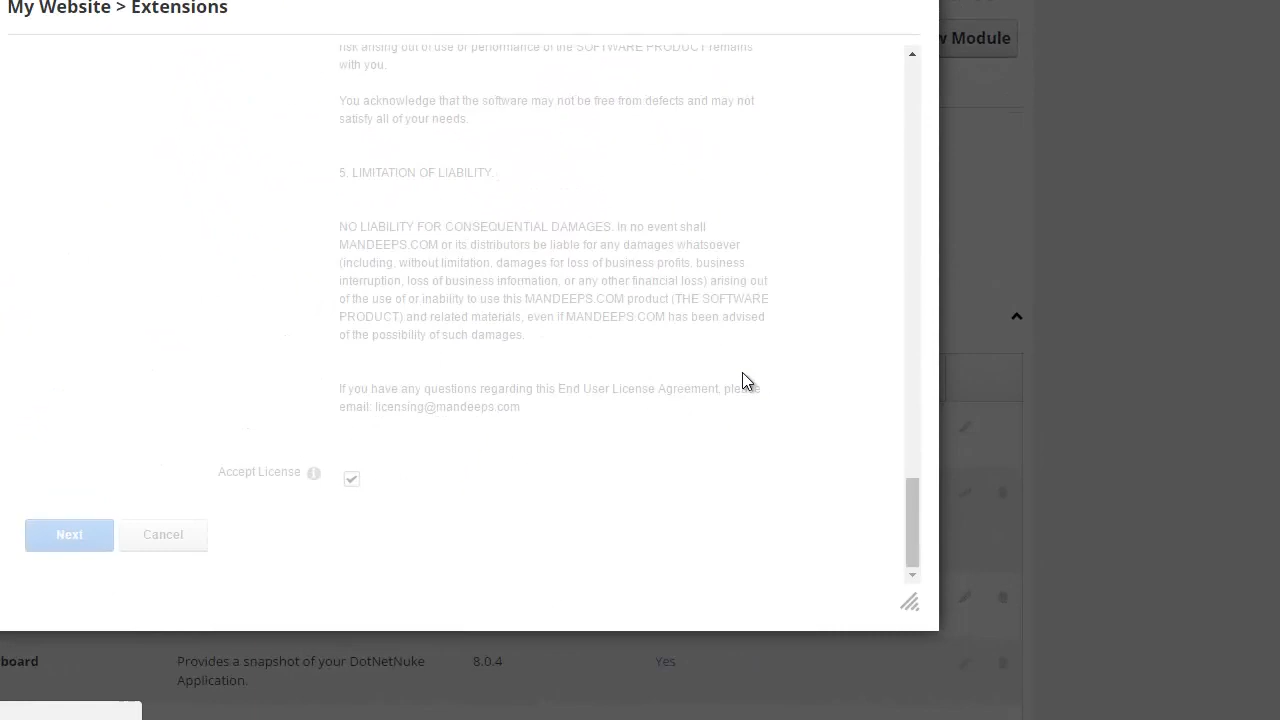 My Website > Extensions
w Module
risk arising out of use or performance of the SOFTWARE PRODUCT remains
with you.
You acknowledge that the software may not be free from defects and may not
satisfy all of your needs.
5. LIMITATION OF LIABILITY.
NO LIABILITY FOR CONSEQUENTIAL DAMAGES. In no event shall
MANDEEPS.COM or its distributors be liable for any damages whatsoever
(including, without limitation, damages for loss of business profits, business
interruption, loss of business information, or any other financial loss) arising out
of the use of or inability to use this MANDEEPS.COM product (THE SOFTWARE
PRODUCT) and related materials, even if MANDEEPS.COM has been advised
of the possibility of such damages.
If you have any questions regarding this End User License Agreement, please
email: licensing@mandeeps.com
Accept License
Next Cancel
board Provides a snapshot of your DotNetNuke 8.0.4 Yes
Application.